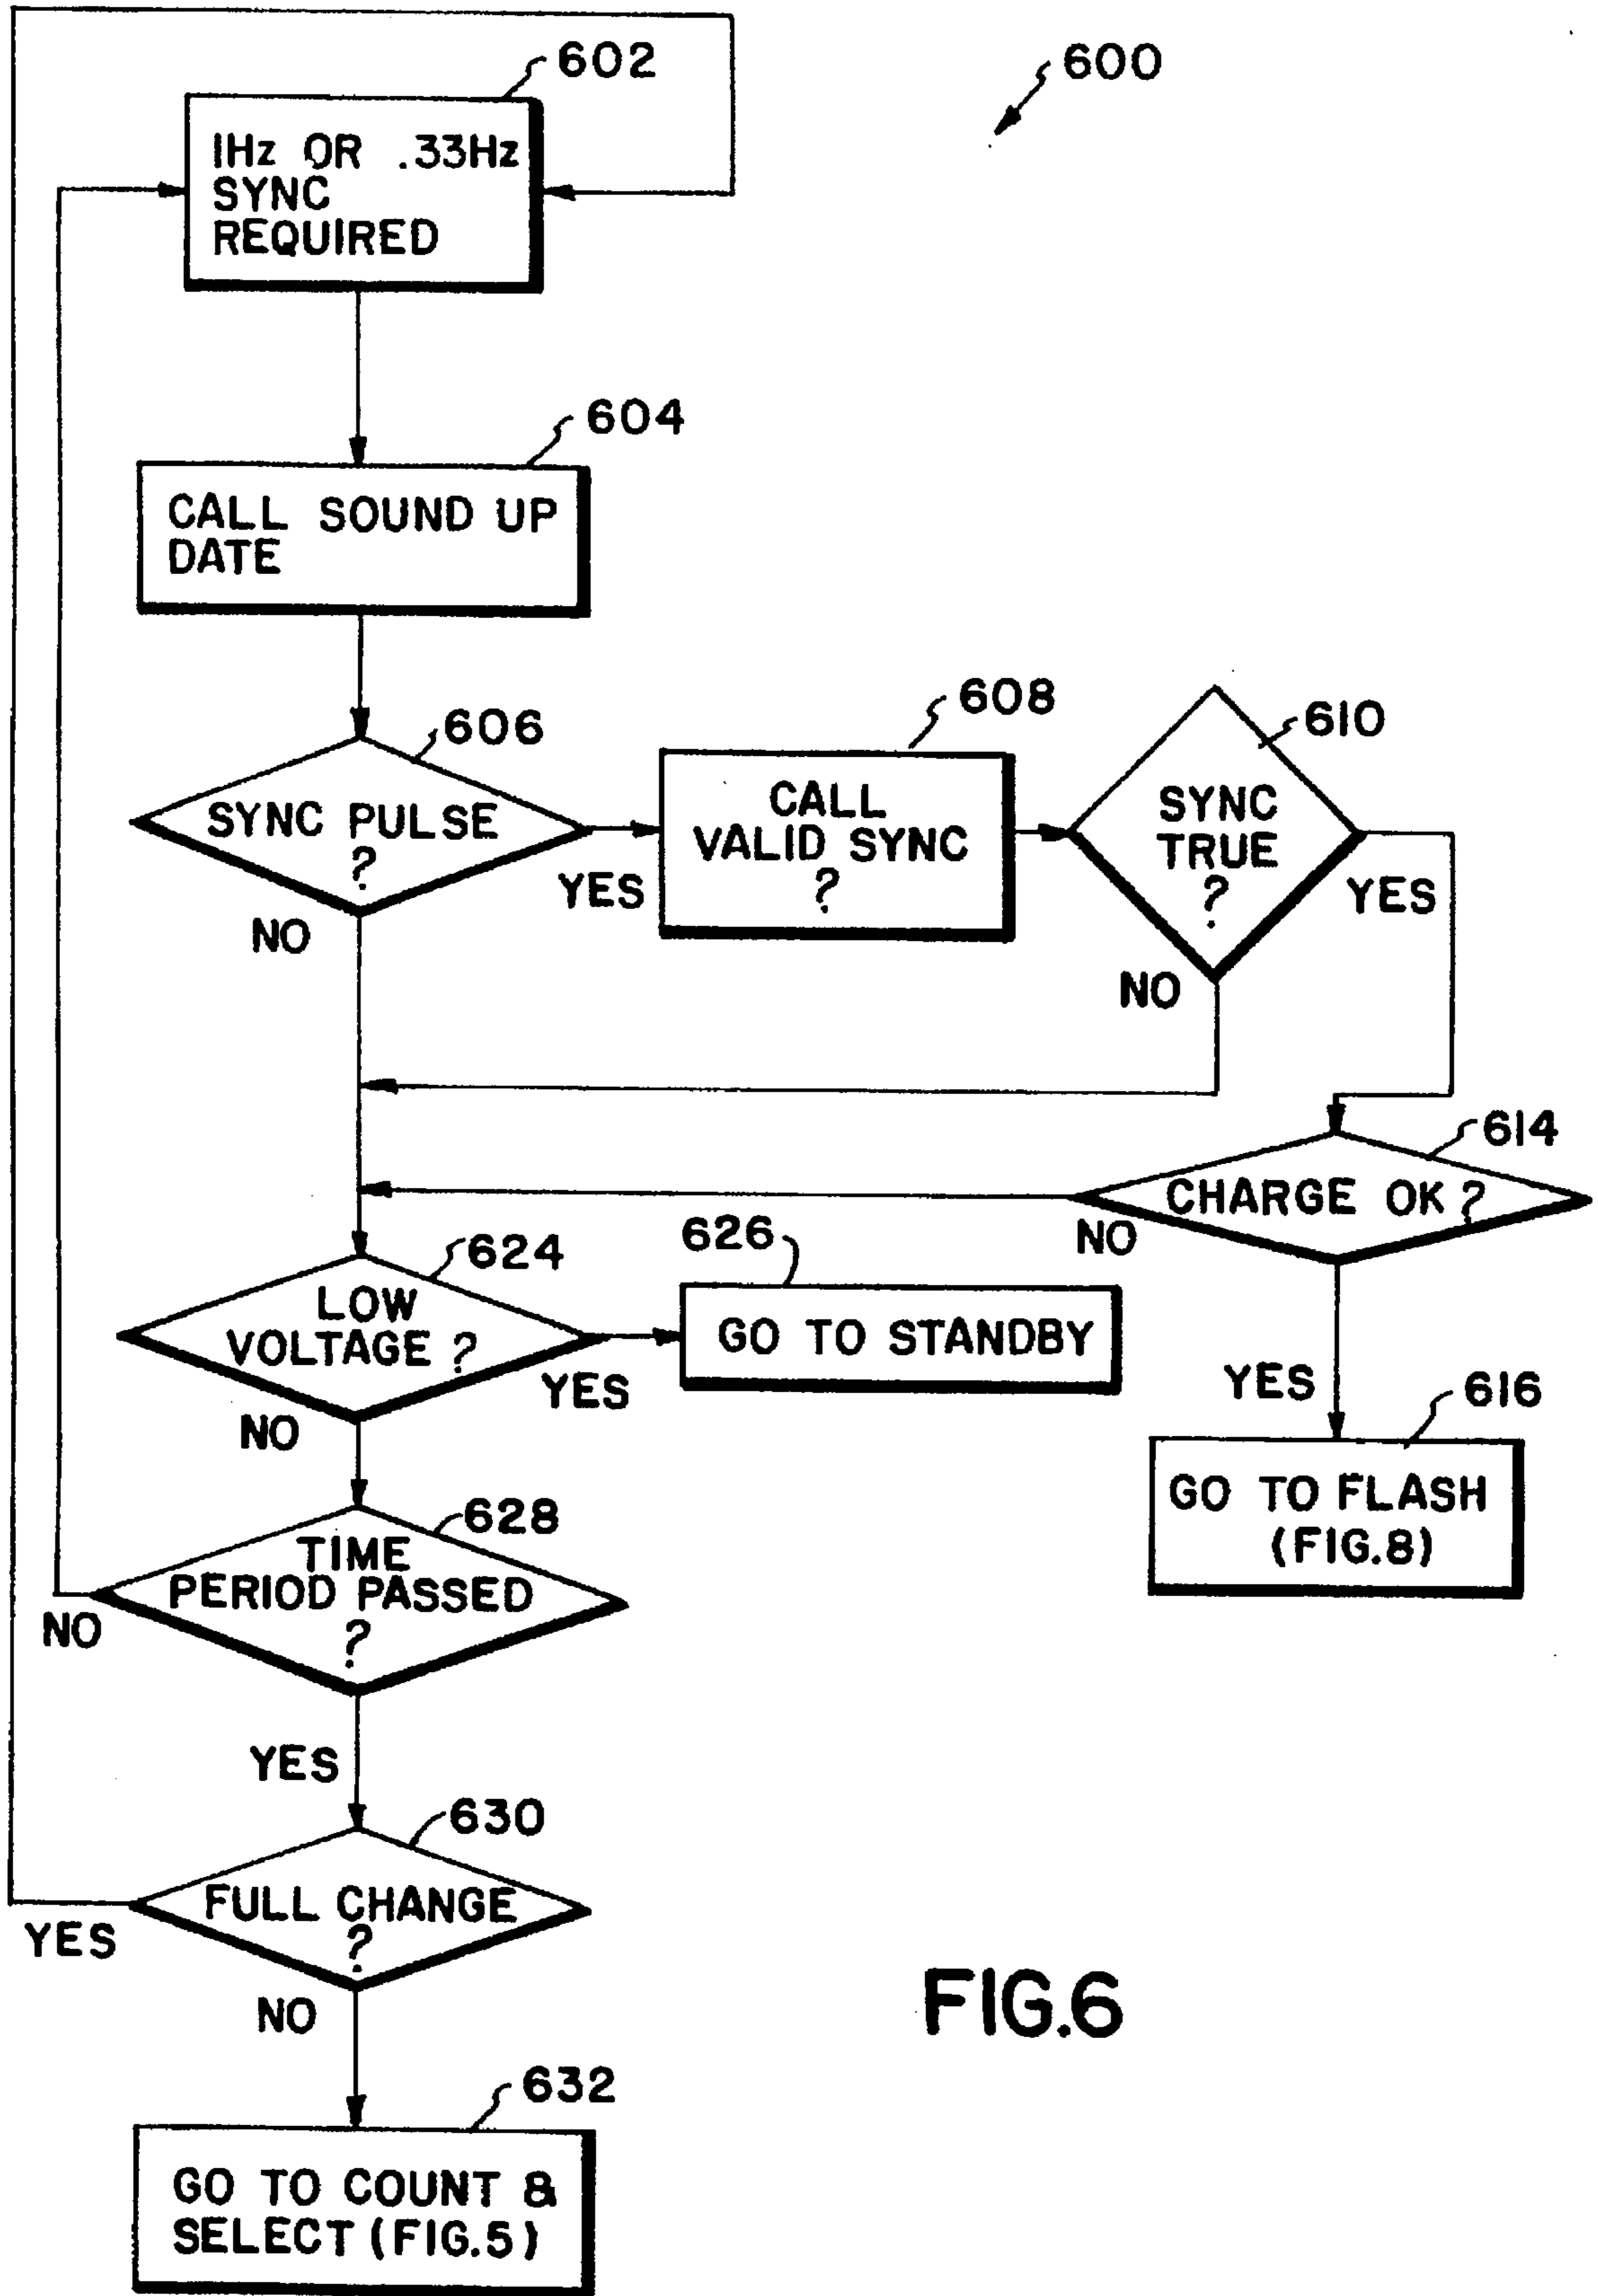 602
600
1Hz OR .33Hz
SYNC
REQUIRED
604
CALL SOUND UP
DATE
606
SYNC PULSE
?
YES
NO
608
CALL
VALID SYNC
?
610
SYNC
TRUE
?
YES
NO
614
CHARGE OK?
NO
YES
616
GO TO FLASH
(FIG.8)
624
LOW
VOLTAGE?
YES
NO
626
GO TO STANDBY
628
TIME
PERIOD PASSED
?
NO
YES
630
FULL CHANGE
?
YES
NO
632
GO TO COUNT &
SELECT (FIG.5)
FIG.6